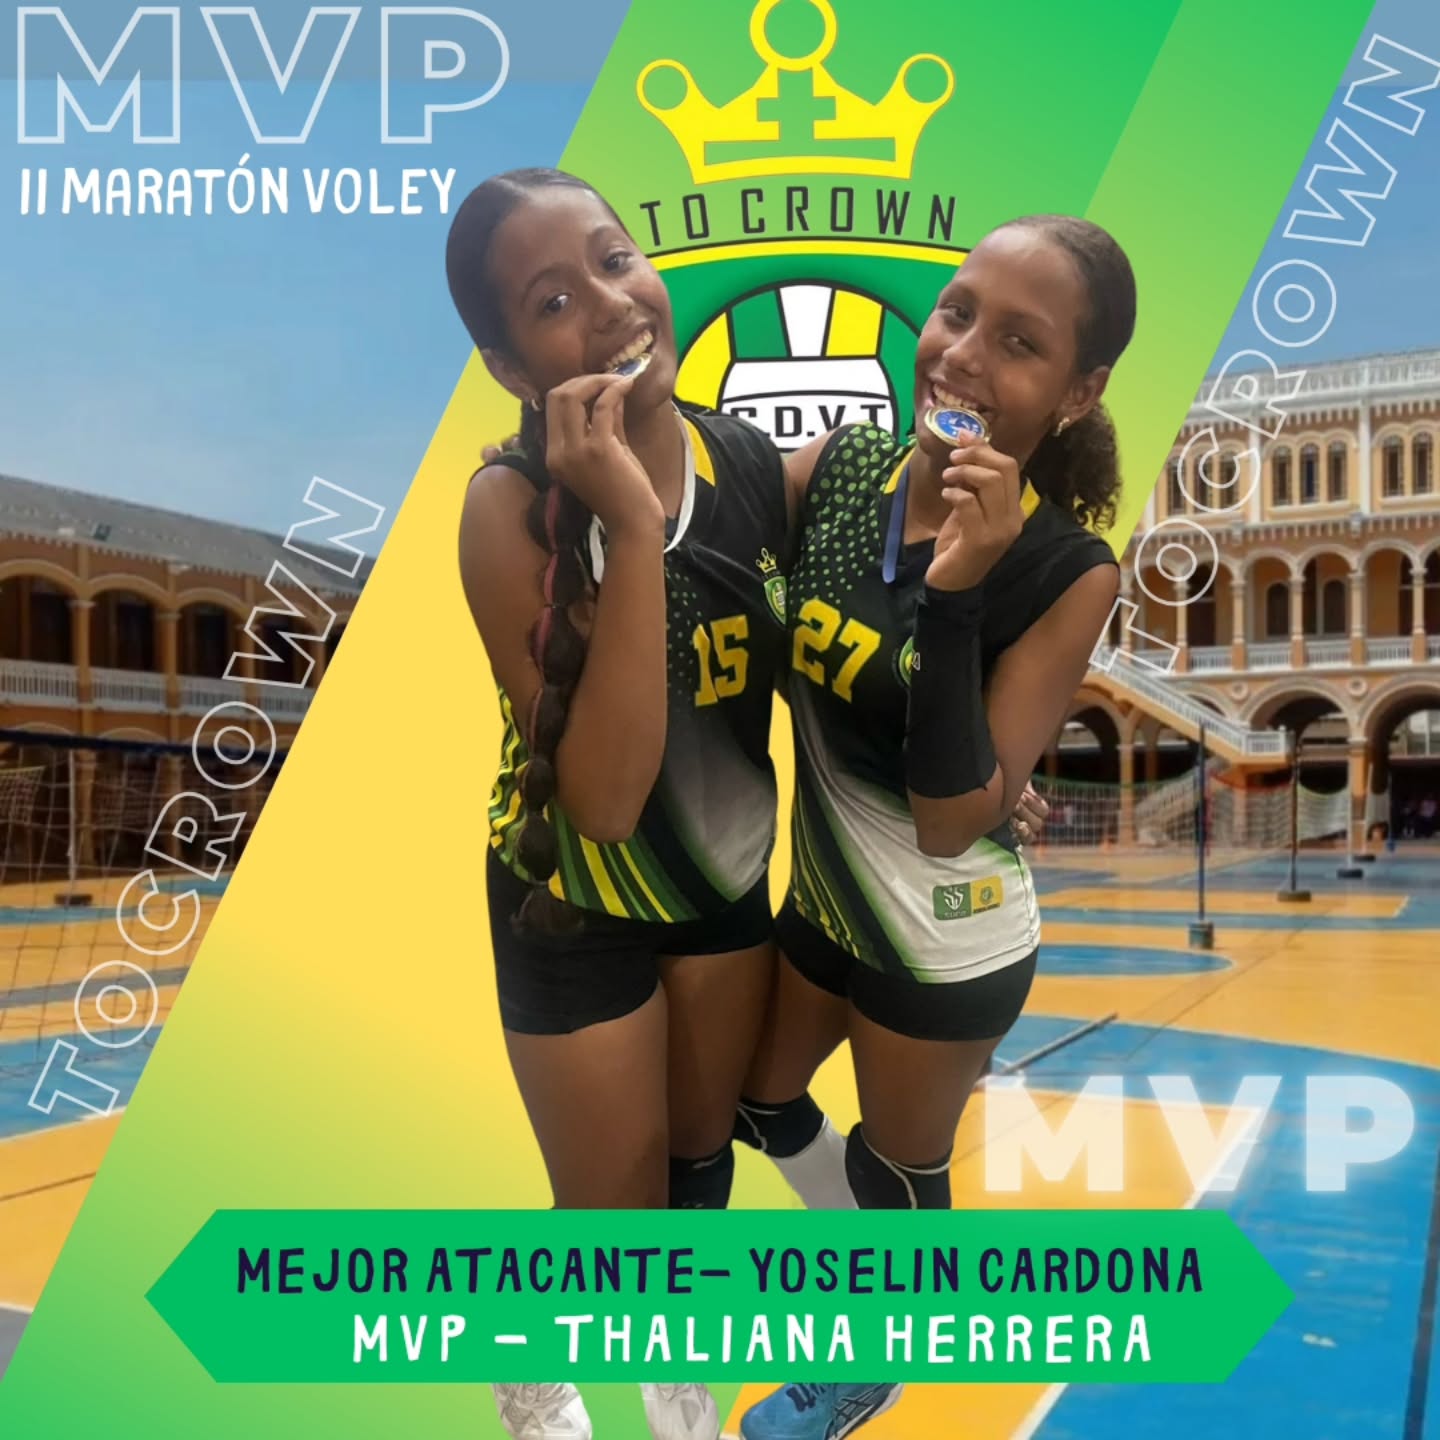 MVP
II MARATÓN VOLEY
TO CROWN
C.D.V.T
TOCROWN
TOCROWN
15
27
MVP
MEJOR ATACANTE– YOSELIN CARDONA
MVP – THALIANA HERRERA